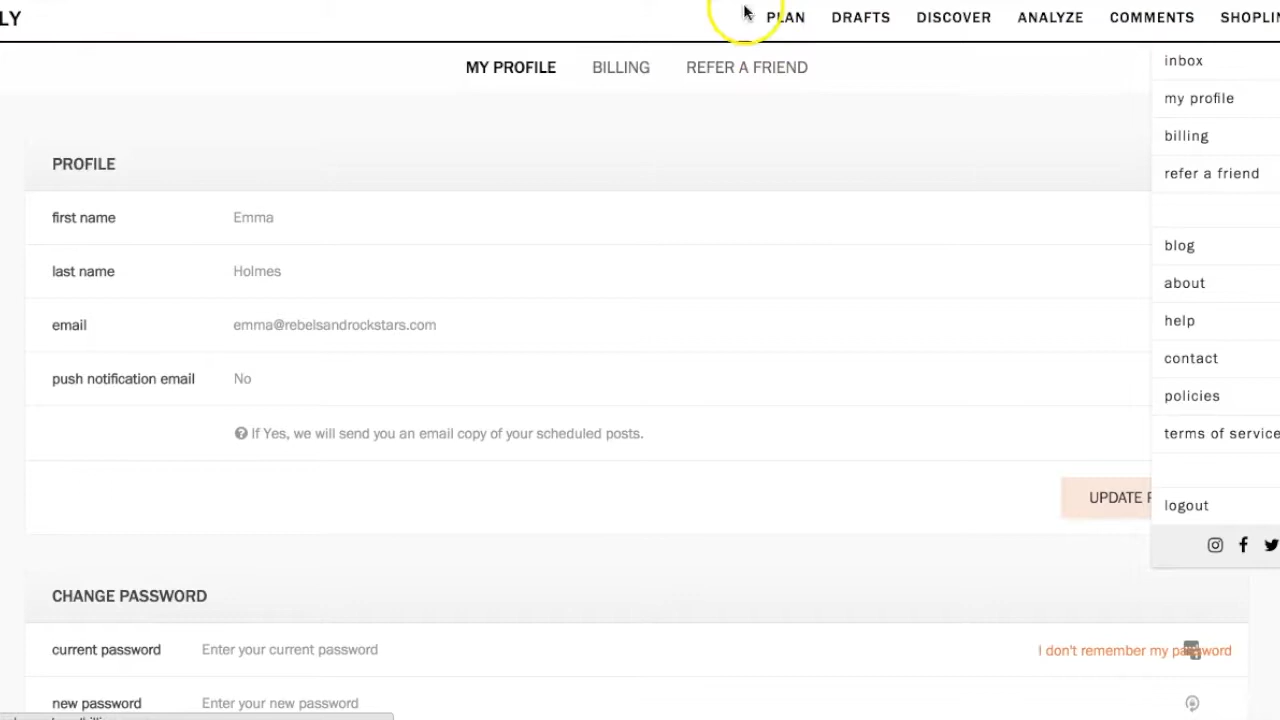 LY
PLAN DRAFTS DISCOVER ANALYZE COMMENTS SHOPLIN
MY PROFILE BILLING REFER A FRIEND
inbox
my profile
billing
refer a friend
blog
about
help
contact
policies
terms of service
logout
PROFILE
first name Emma
last name Holmes
email emma@rebelsandrockstars.com
push notification email No
If Yes, we will send you an email copy of your scheduled posts.
UPDATE
CHANGE PASSWORD
current password Enter your current password I don't remember my password
new password Enter your new password